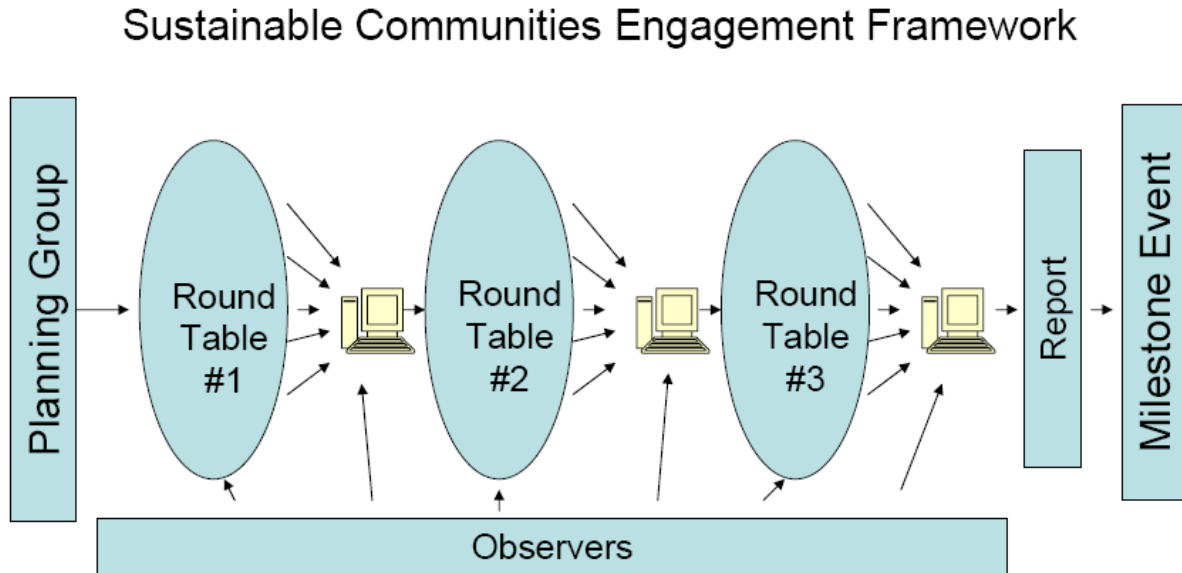 Sustainable Communities Engagement Framework
Planning Group
Round
Table
#1
Round
Table
#2
Round
Table
#3
Report
Milestone Event
Observers